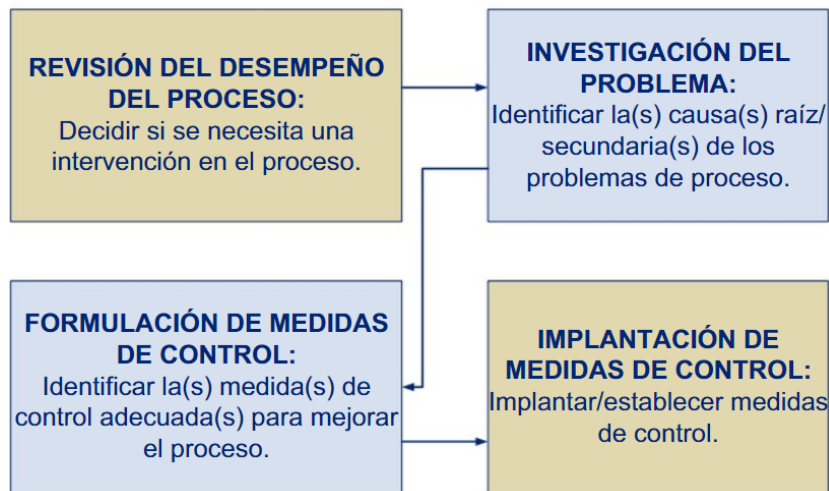 REVISIÓN DEL DESEMPEÑO
DEL PROCESO:
Decidir si se necesita una
intervención en el proceso.
INVESTIGACIÓN DEL
PROBLEMA:
Identificar la(s) causa(s) raíz/
secundaria(s) de los
problemas de proceso.
FORMULACIÓN DE MEDIDAS
DE CONTROL:
Identificar la(s) medida(s) de
control adecuada(s) para mejorar
el proceso.
IMPLANTACIÓN DE
MEDIDAS DE CONTROL:
Implantar/establecer medidas
de control.